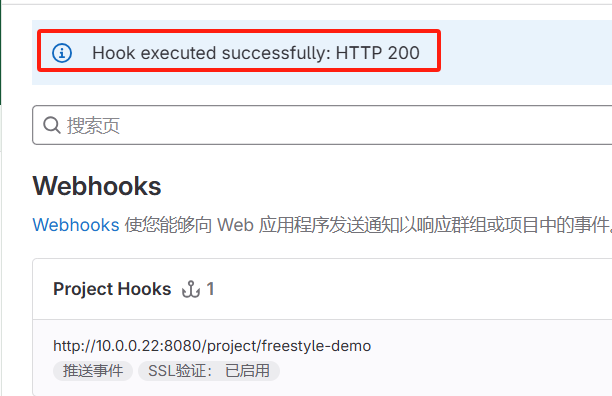 Hook executed successfully: HTTP 200
搜索页
Webhooks
Webhooks 使您能够向 Web 应用程序发送通知以响应群组或项目中的事件。
Project Hooks 1
http://10.0.0.22:8080/project/freestyle-demo
推送事件 SSL验证： 已启用